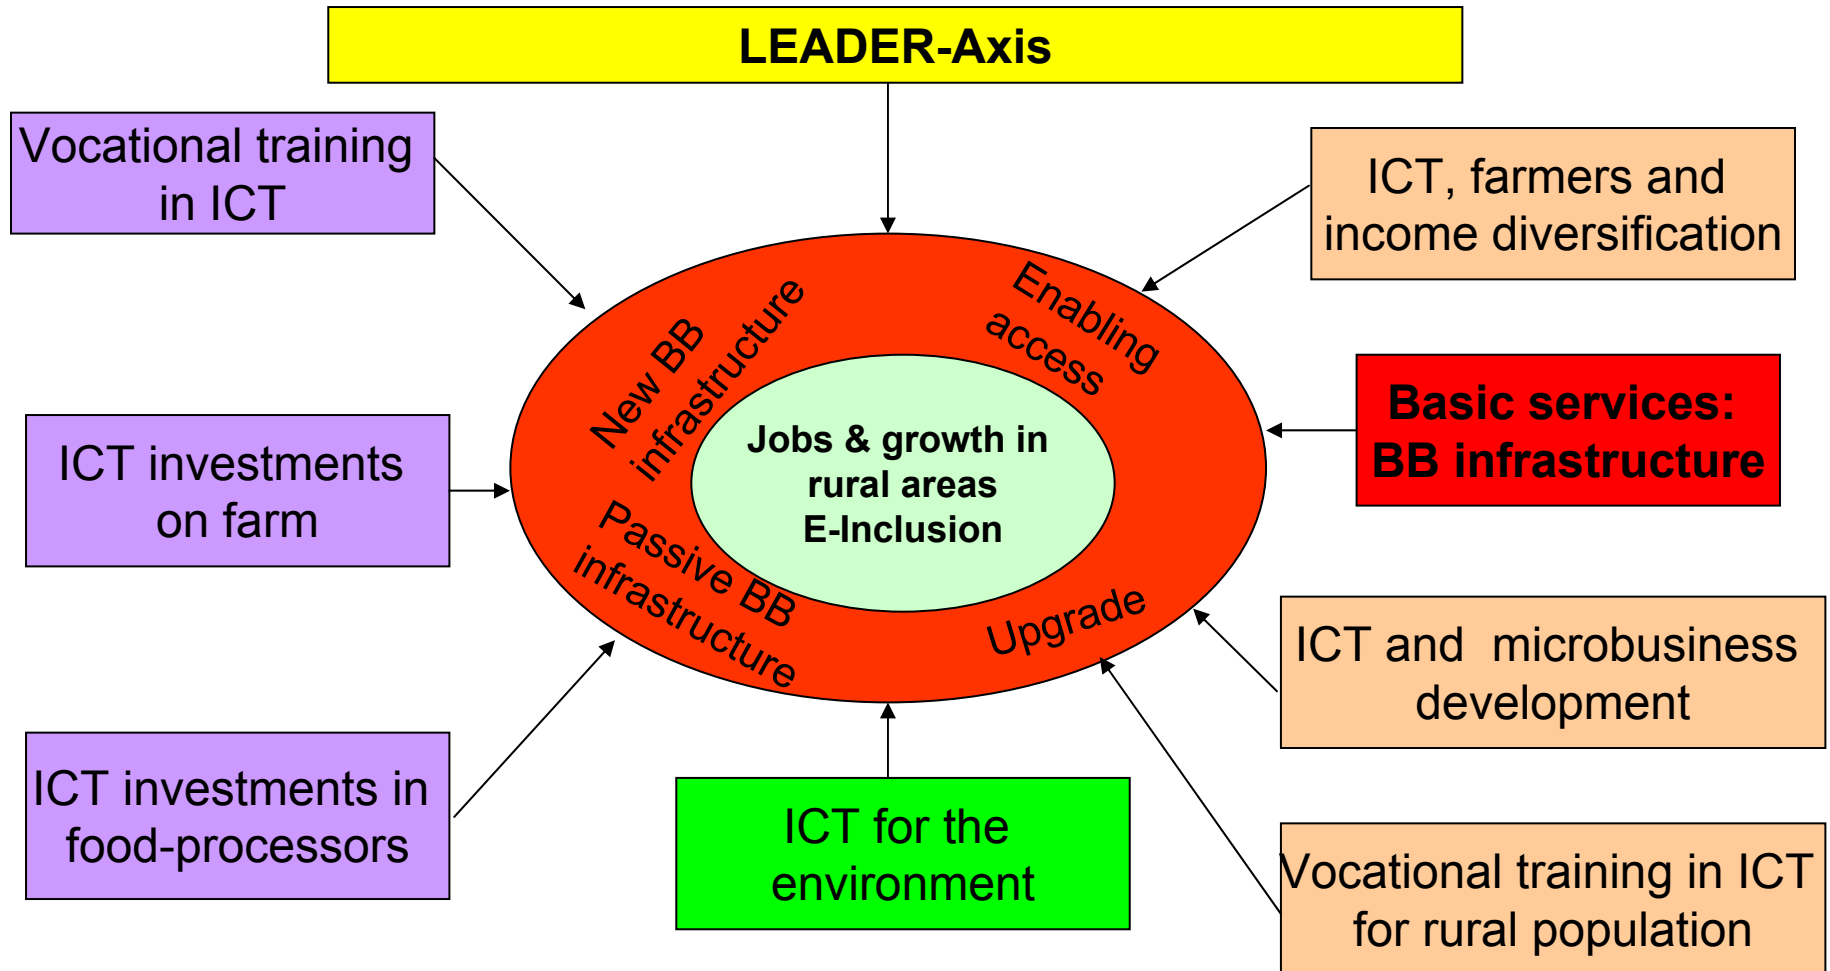 LEADER-Axis
Vocational training
in ICT
ICT, farmers and
income diversification
New BB
infrastructure
Enabling
access
Jobs & growth in
rural areas
E-Inclusion
Basic services:
BB infrastructure
ICT investments
on farm
Passive BB
infrastructure
Upgrade
ICT and microbusiness
development
ICT investments in
food-processors
ICT for the
environment
Vocational training in ICT
for rural population